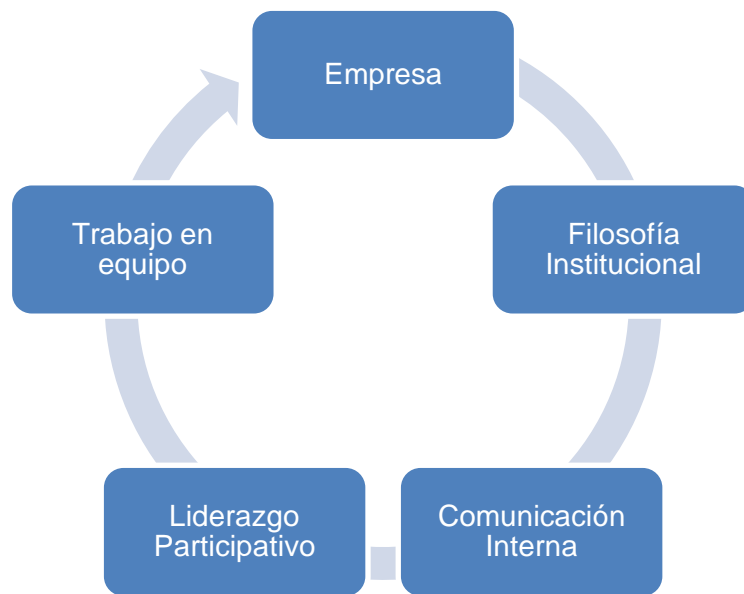 Empresa
Filosofía
Institucional
Comunicación
Interna
Liderazgo
Participativo
Trabajo en
equipo